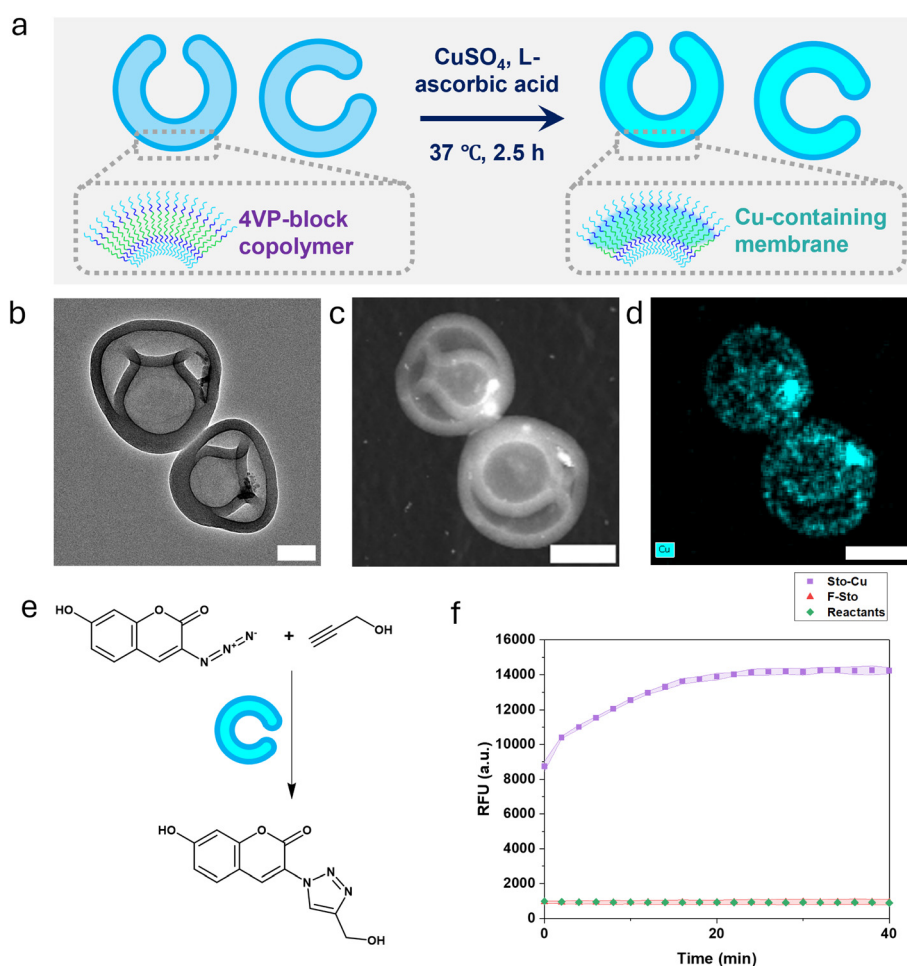 a
CuSO₄, L-
ascorbic acid
37 ℃, 2.5 h
4VP-block
copolymer
Cu-containing
membrane
b
c
d
Cu
e
HO
O
O
N
N⁺
N⁻
+
OH
HO
O
O
N
N
N
OH
f
Sto-Cu
F-Sto
Reactants
RFU (a.u.)
16000
14000
12000
10000
8000
6000
4000
2000
0
0
20
40
Time (min)